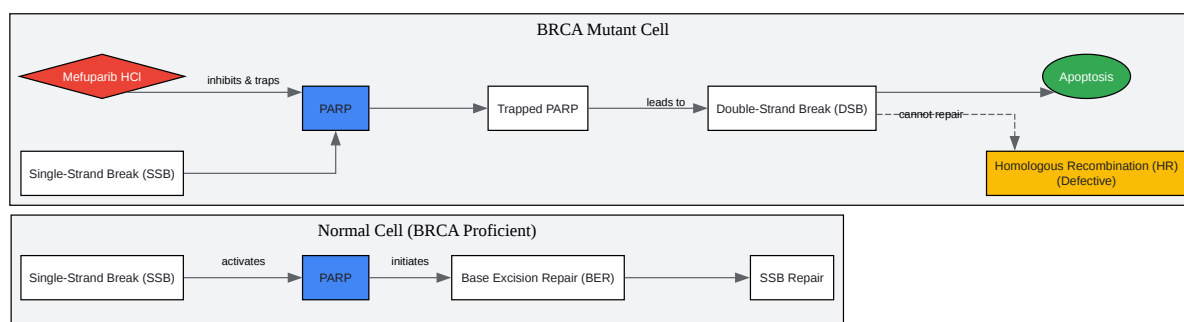 BRCA Mutant Cell
Mefuparib HCl
inhibits & traps
PARP
Trapped PARP
leads to
Double-Strand Break (DSB)
Apoptosis
cannot repair
Single-Strand Break (SSB)
Homologous Recombination (HR)
(Defective)
Normal Cell (BRCA Proficient)
Single-Strand Break (SSB)
activates
PARP
initiates
Base Excision Repair (BER)
SSB Repair